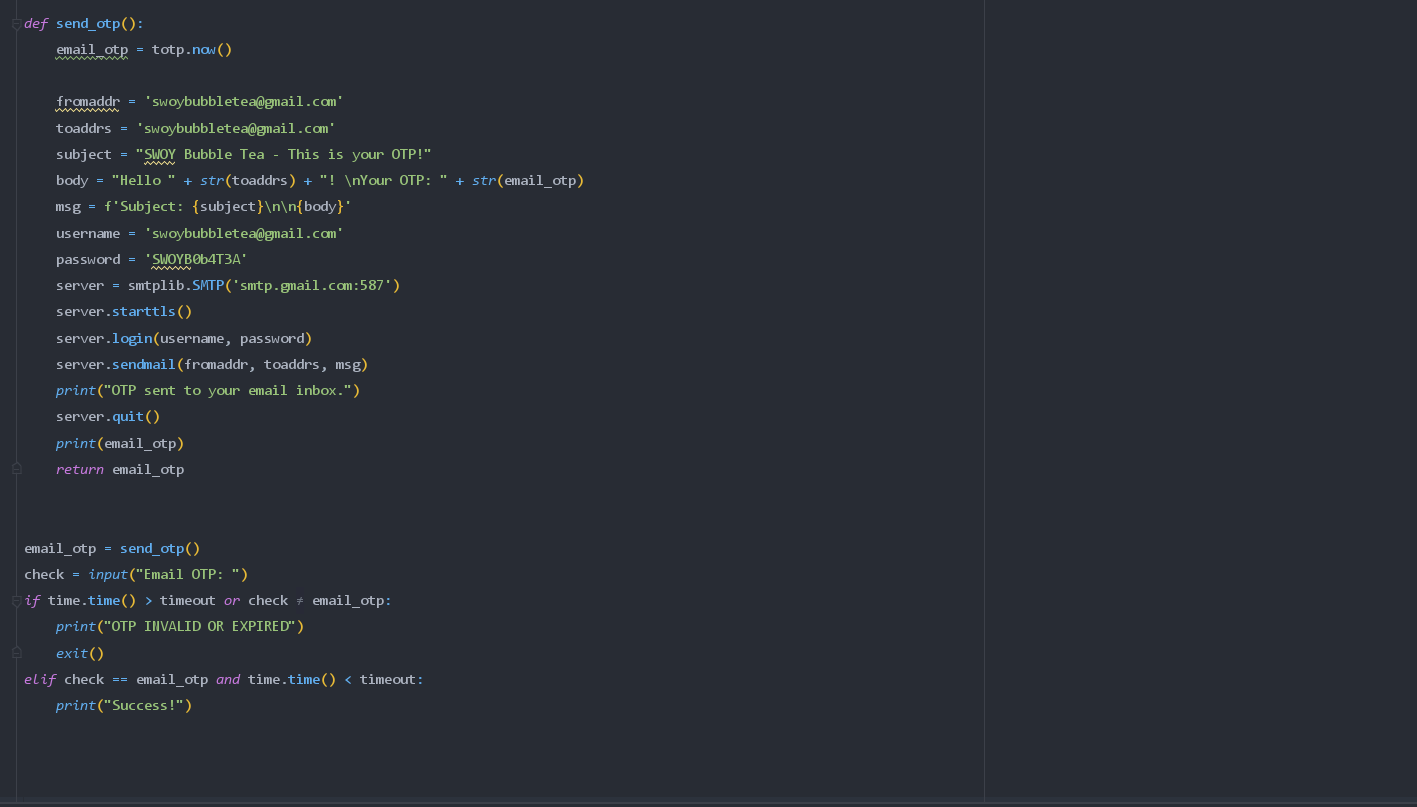 def send_otp():
    email_otp = totp.now()
    fromaddr = 'swoybubbletea@gmail.com'
    toaddrs = 'swoybubbletea@gmail.com'
    subject = "SWOY Bubble Tea - This is your OTP!"
    body = "Hello " + str(toaddrs) + "! \nYour OTP: " + str(email_otp)
    msg = f'Subject: {subject}\n\n{body}'
    username = 'swoybubbletea@gmail.com'
    password = 'SWOYB0b4T3A'
    server = smtplib.SMTP('smtp.gmail.com:587')
    server.starttls()
    server.login(username, password)
    server.sendmail(fromaddr, toaddrs, msg)
    print("OTP sent to your email inbox.")
    server.quit()
    print(email_otp)
    return email_otp
email_otp = send_otp()
check = input("Email OTP: ")
if time.time() > timeout or check ≠ email_otp:
    print("OTP INVALID OR EXPIRED")
    exit()
elif check == email_otp and time.time() < timeout:
    print("Success!")